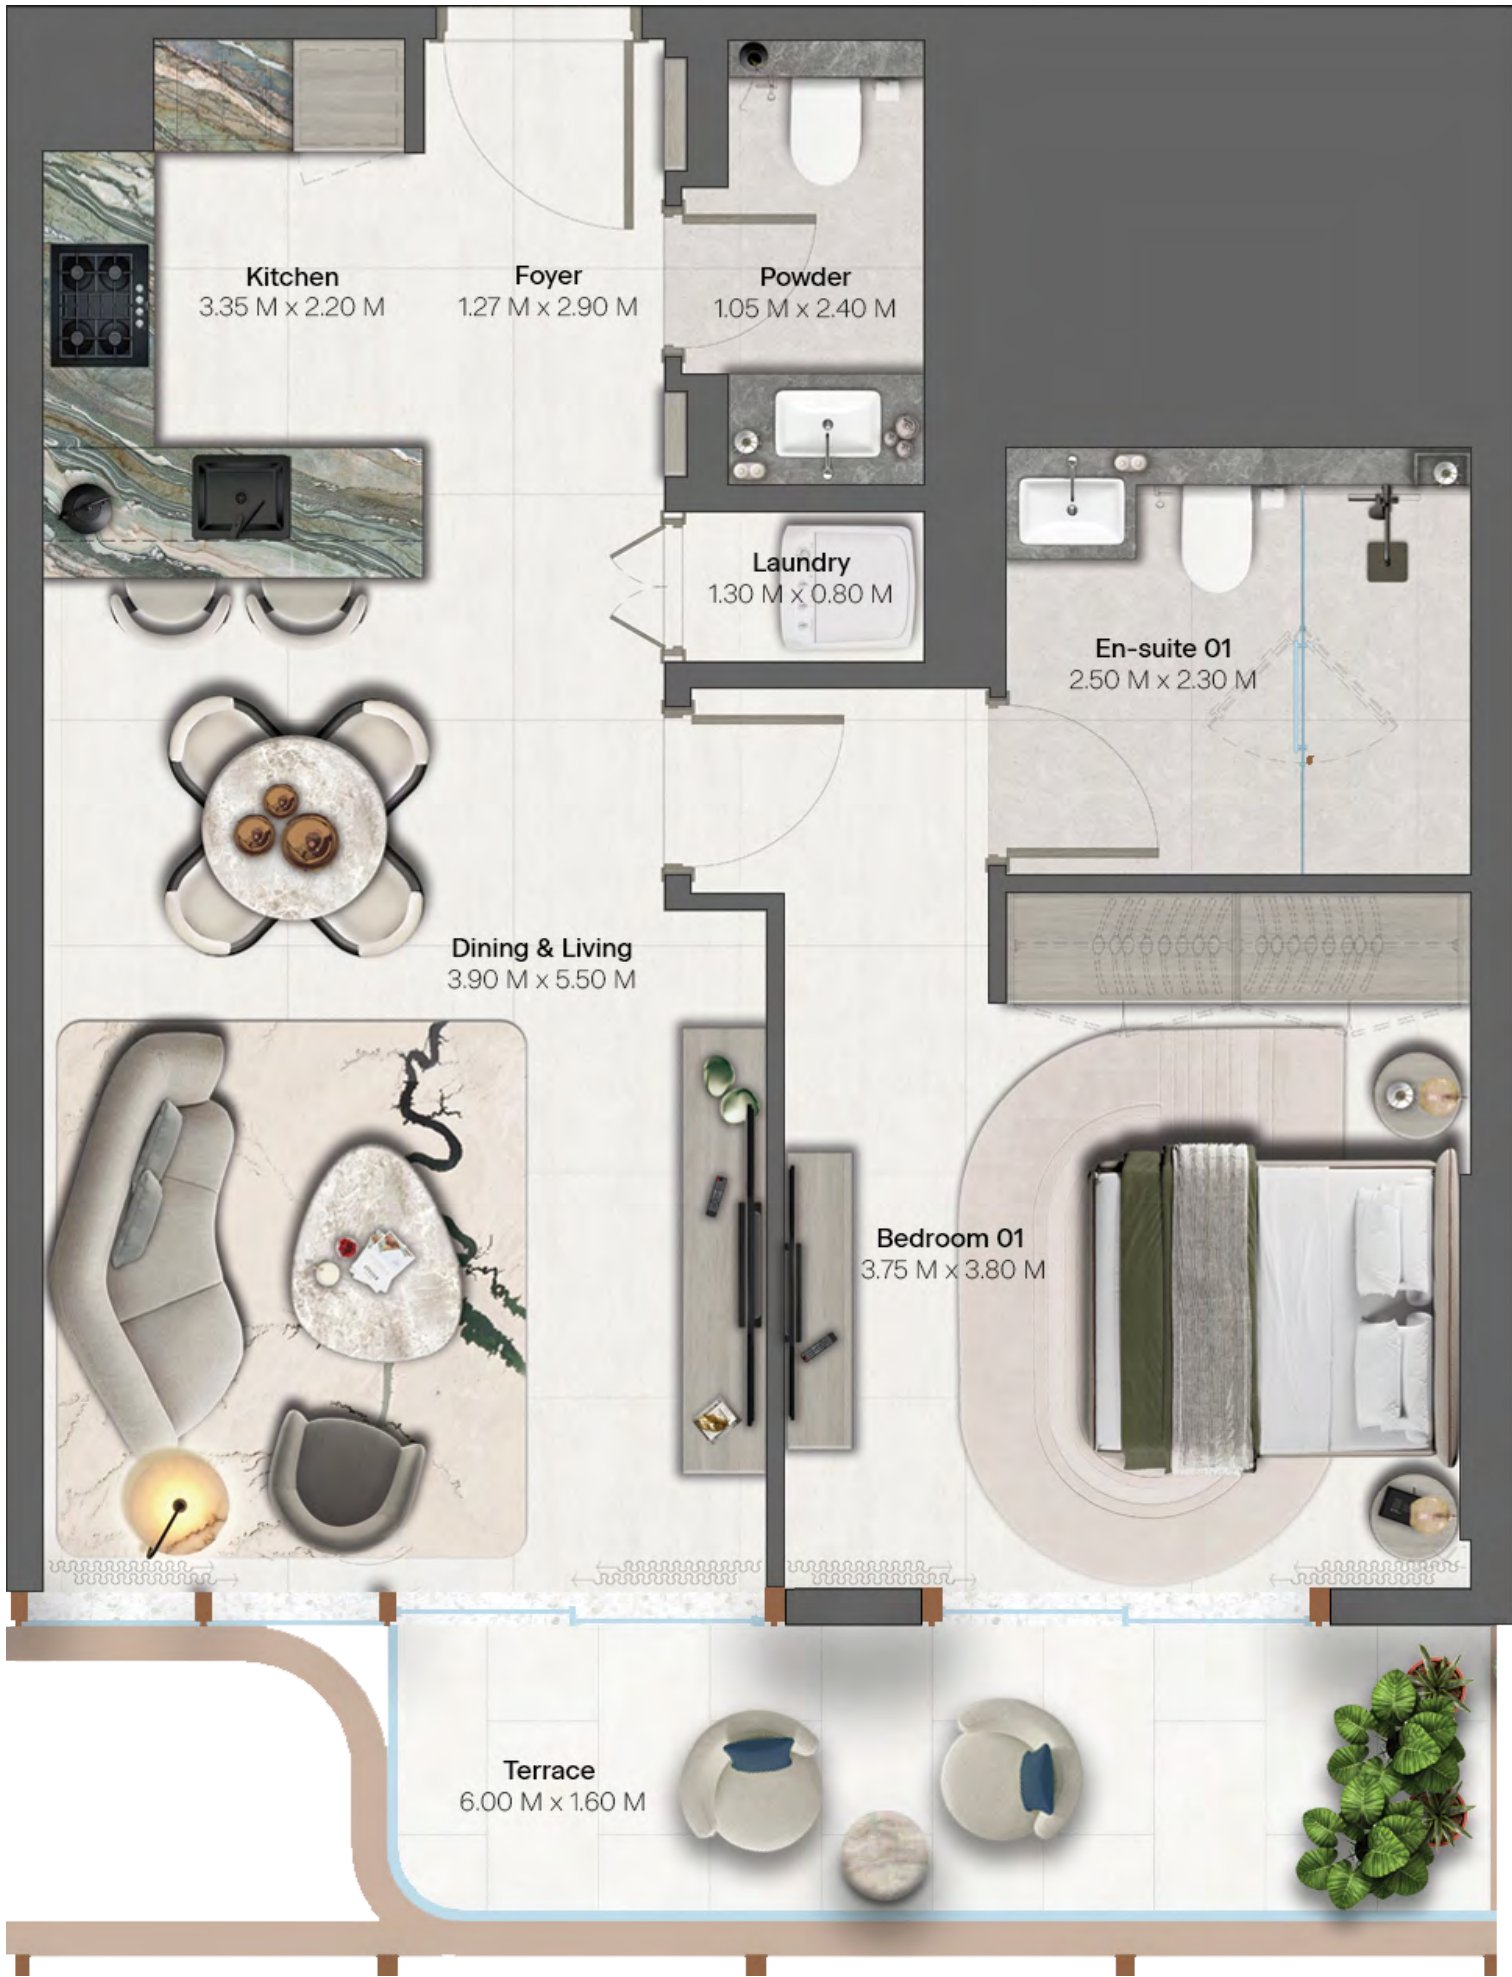 Kitchen
3.35 M x 2.20 M
Foyer
1.27 M x 2.90 M
Powder
1.05 M x 2.40 M
Laundry
1.30 M x 0.80 M
En-suite 01
2.50 M x 2.30 M
Dining & Living
3.90 M x 5.50 M
Bedroom 01
3.75 M x 3.80 M
Terrace
6.00 M x 1.60 M